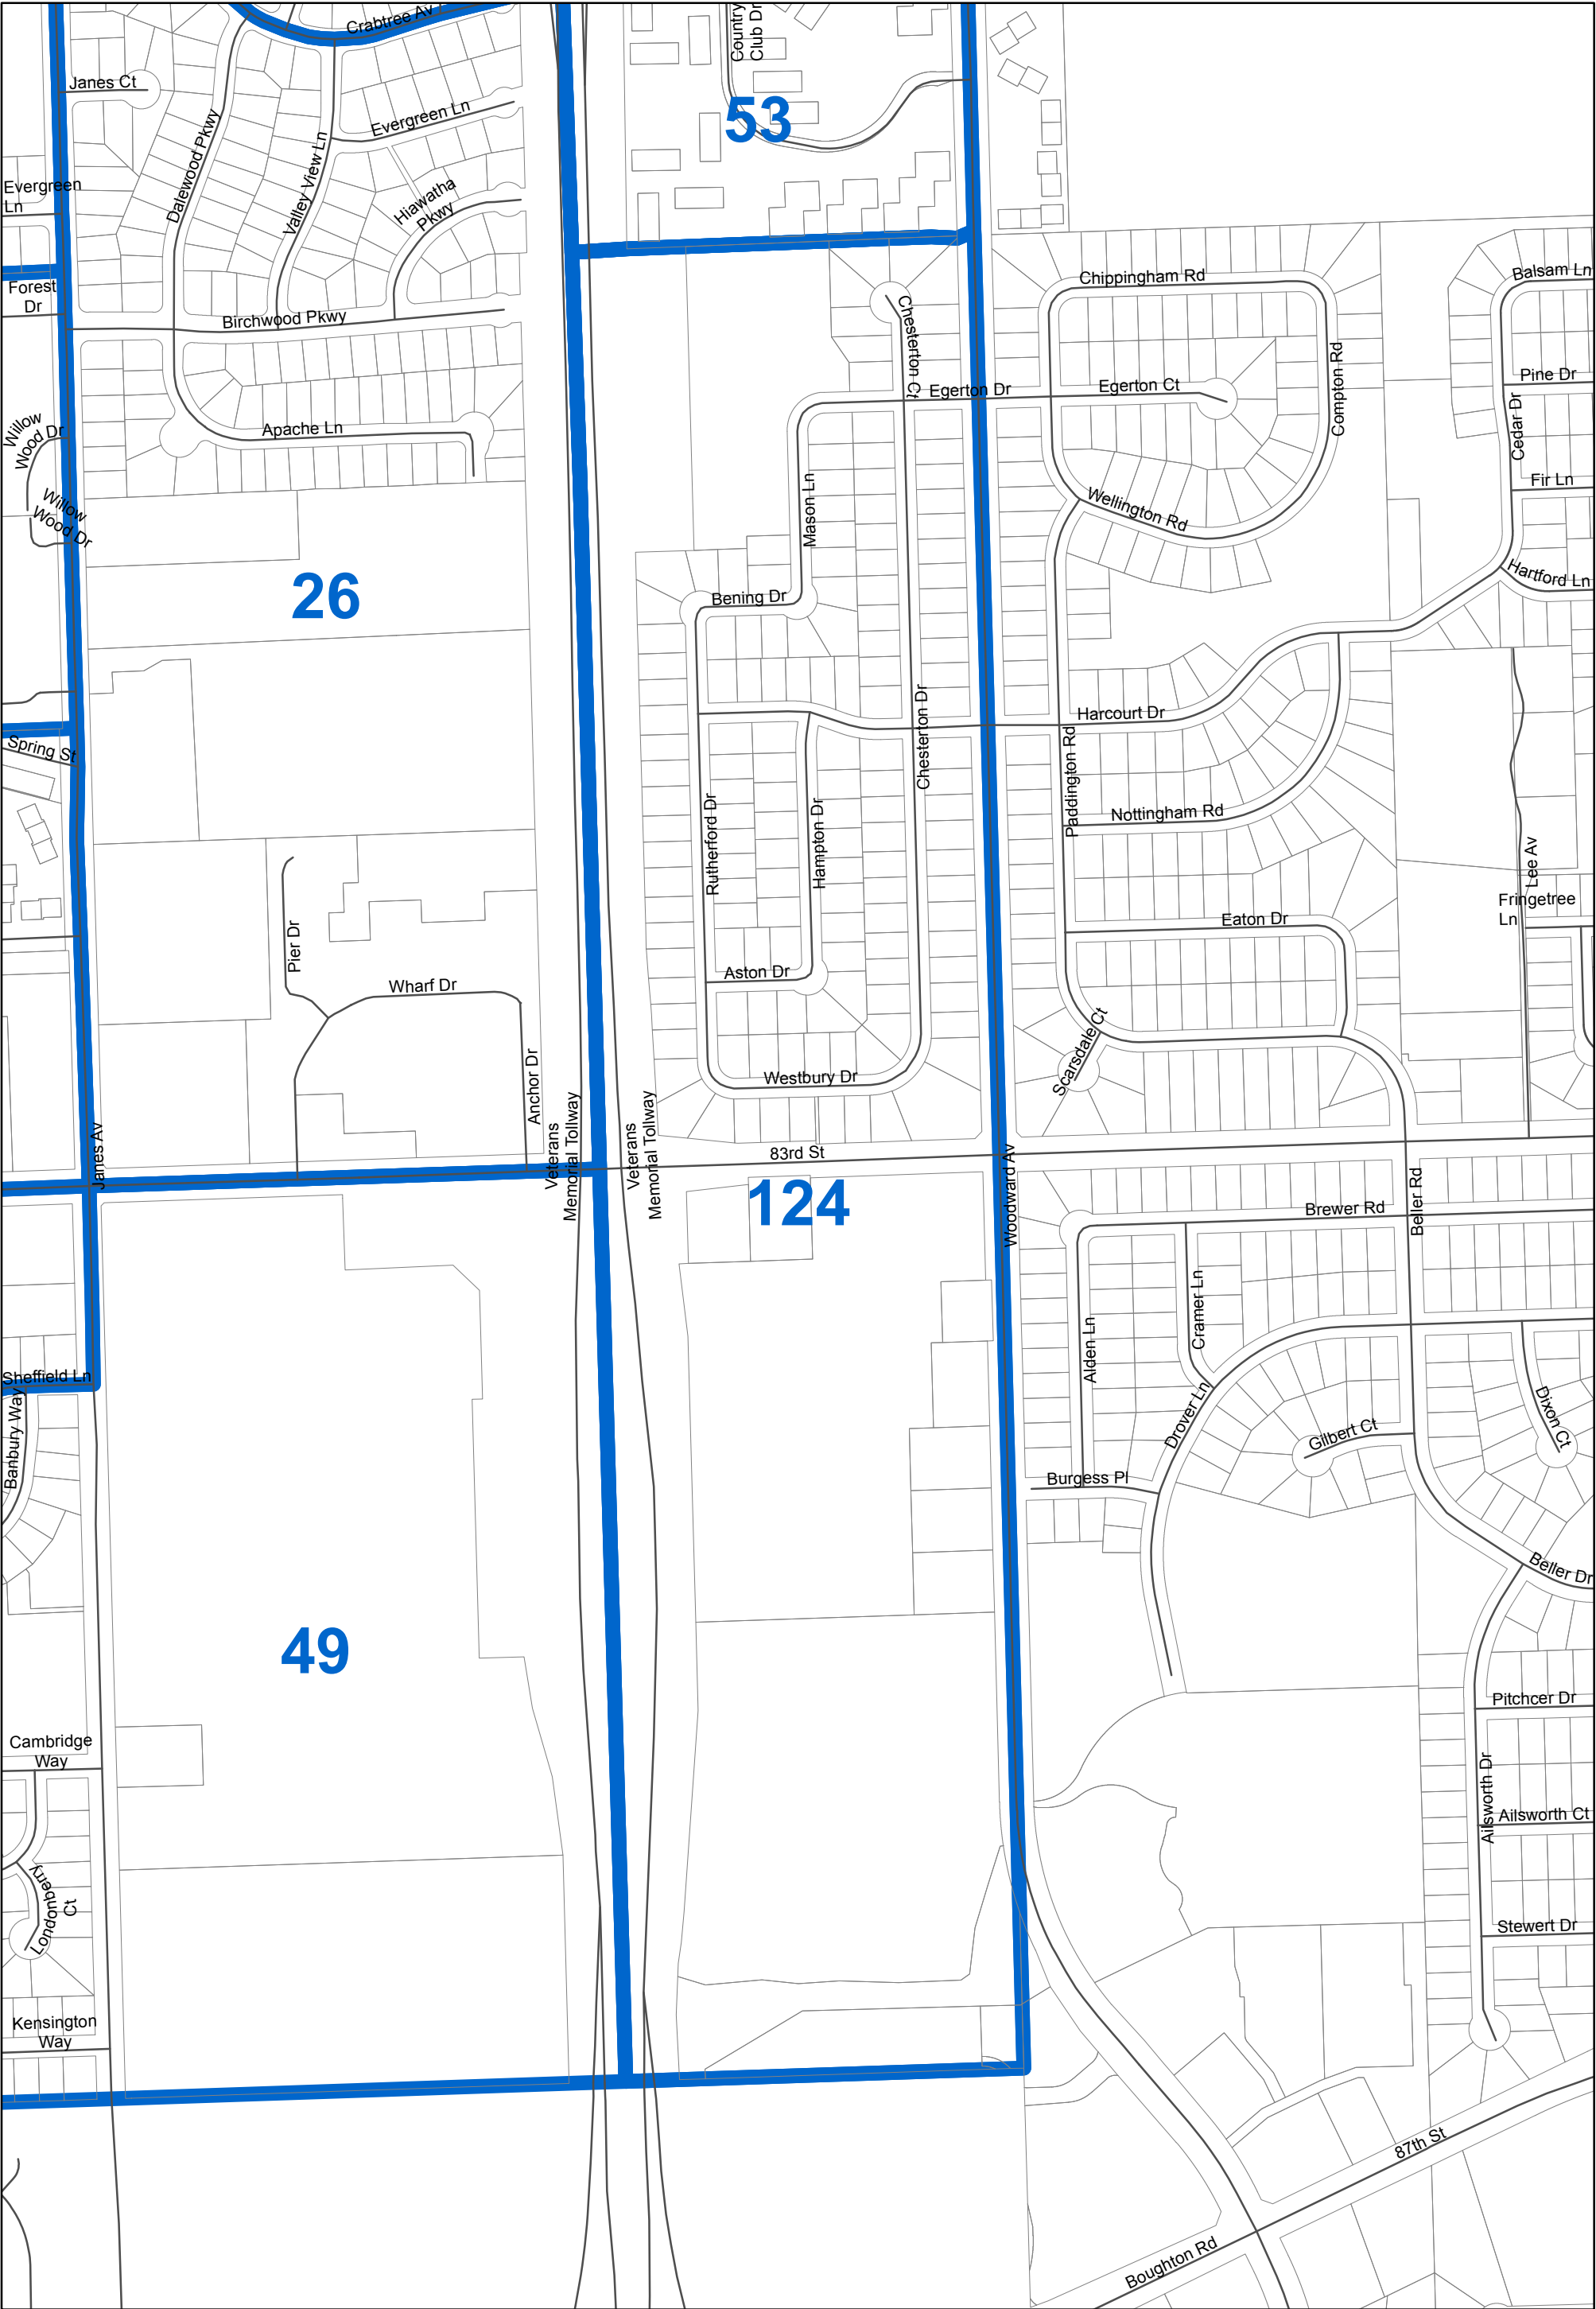 Crabtree Av
Country
Club Dr
Janes Ct
53
Evergreen Ln
Dalewood Pkwy
Valley View Ln
Evergreen
Ln
Hiawatha
Pkwy
Chippingham Rd
Balsam Ln
Forest
Dr
Birchwood Pkwy
Chesterton Ct
Compton Rd
Pine Dr
Egerton Dr
Egerton Ct
Cedar Dr
Willow
Wood Dr
Apache Ln
Fir Ln
Mason Ln
Wellington Rd
Willow
Wood Dr
Hartford Ln
26
Bening Dr
Chesterton Dr
Harcourt Dr
Spring St
Paddington Rd
Nottingham Rd
Rutherford Dr
Hampton Dr
Lee Av
Fringetree
Ln
Eaton Dr
Pier Dr
Aston Dr
Wharf Dr
Scarsdale Ct
Westbury Dr
Anchor Dr
Janes Av
Veterans
Memorial Tollway
Veterans
Memorial Tollway
83rd St
124
Woodward Av
Beller Rd
Brewer Rd
Cramer Ln
Alden Ln
Sheffield Ln
Banbury Way
Drover Ln
Dixon Ct
Gilbert Ct
Burgess Pl
Beller Dr
49
Pitchcer Dr
Cambridge
Way
Ailsworth Dr
Ailsworth Ct
Londonberry
Ct
Stewert Dr
Kensington
Way
87th St
Boughton Rd